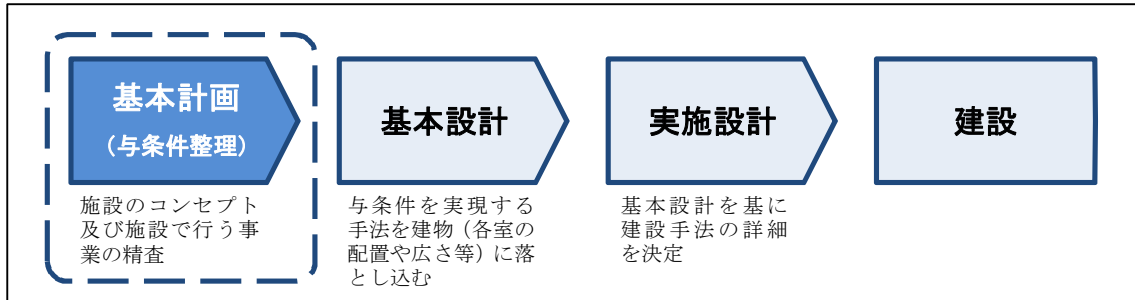 基本計画
（与条件整理）
施設のコンセプト
及び施設で行う事
業の精査
基本設計
与条件を実現する
手法を建物（各室の
配置や広さ等）に落
とし込む
実施設計
基本設計を基に
建設手法の詳細
を決定
建設